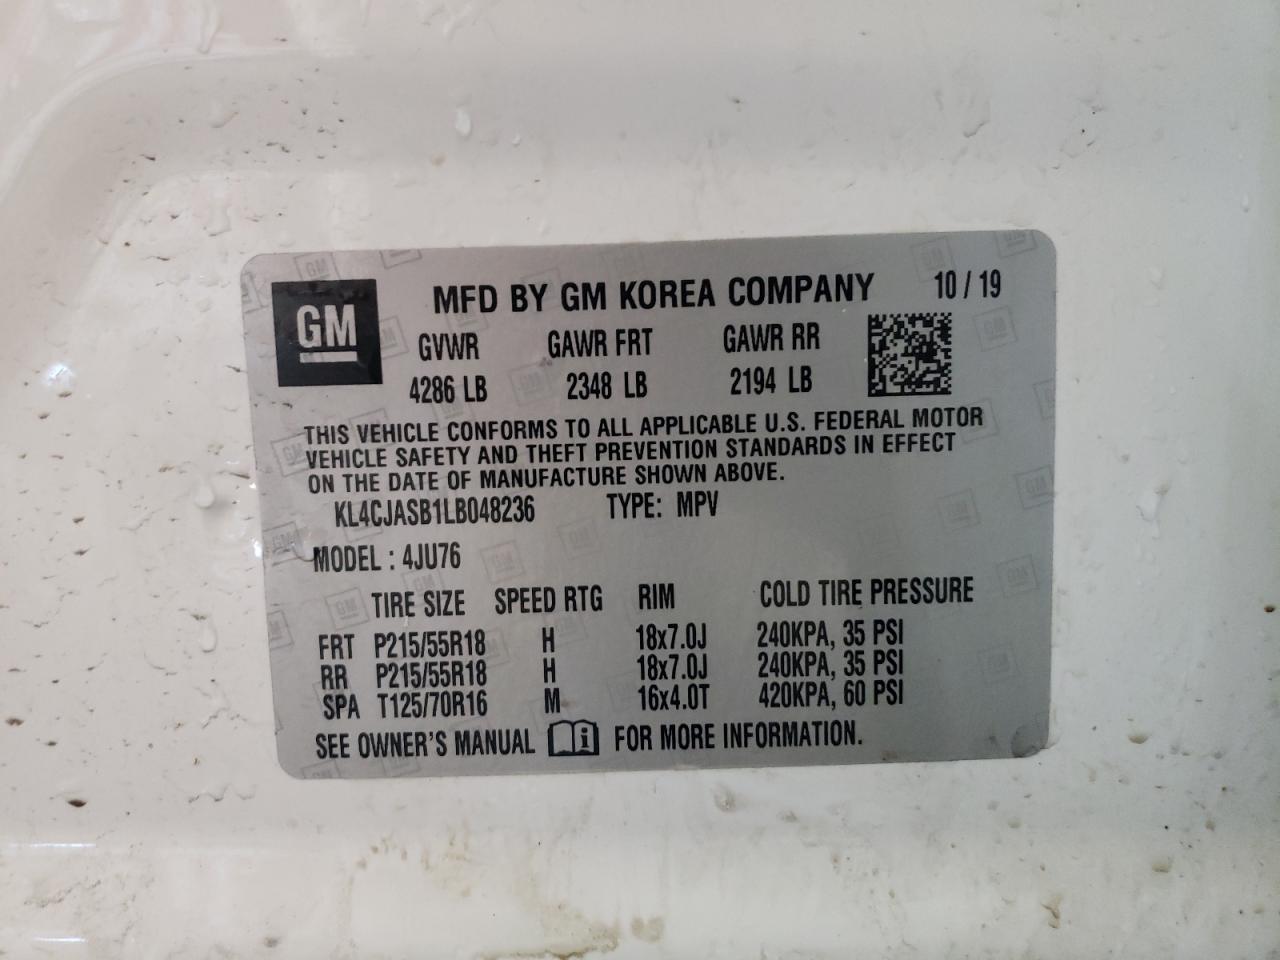 GM
MFD BY GM KOREA COMPANY 10 / 19
GVWR GAWR FRT GAWR RR
4286 LB 2348 LB 2194 LB
THIS VEHICLE CONFORMS TO ALL APPLICABLE U.S. FEDERAL MOTOR
VEHICLE SAFETY AND THEFT PREVENTION STANDARDS IN EFFECT
ON THE DATE OF MANUFACTURE SHOWN ABOVE.
KL4CJASB1LB048236 TYPE: MPV
MODEL : 4JU76
TIRE SIZE SPEED RTG RIM COLD TIRE PRESSURE
FRT P215/55R18 H 18x7.0J 240KPA, 35 PSI
RR P215/55R18 H 18x7.0J 240KPA, 35 PSI
SPA T125/70R16 M 16x4.0T 420KPA, 60 PSI
SEE OWNER'S MANUAL i FOR MORE INFORMATION.